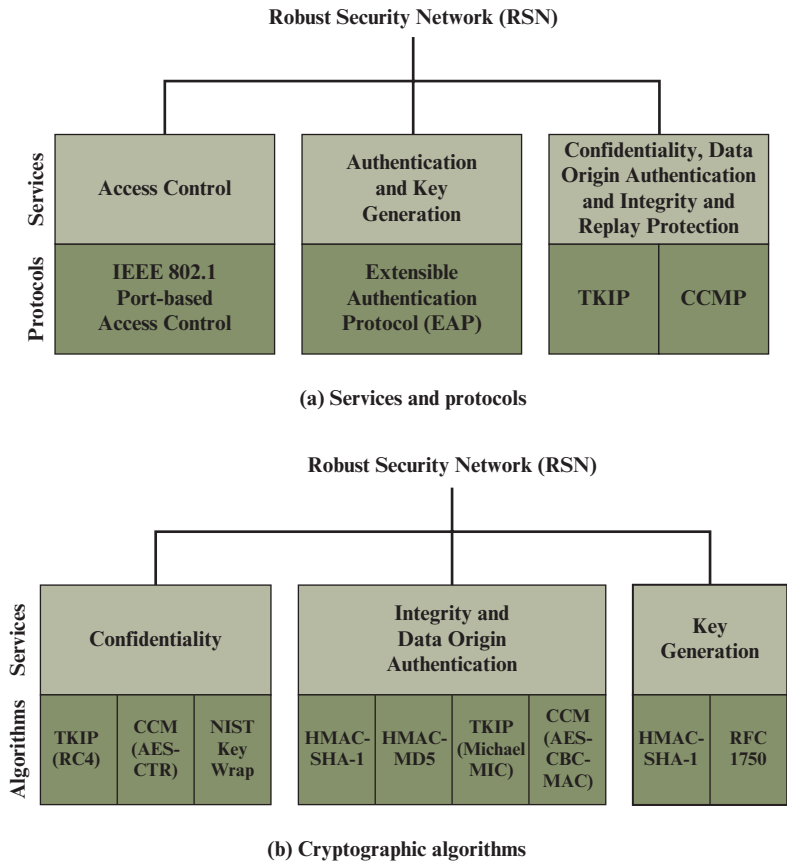 Robust Security Network (RSN)
Services
Access Control
Authentication
and Key
Generation
Confidentiality, Data
Origin Authentication
and Integrity and
Replay Protection
Protocols
IEEE 802.1
Port-based
Access Control
Extensible
Authentication
Protocol (EAP)
TKIP
CCMP
(a) Services and protocols
Robust Security Network (RSN)
Services
Confidentiality
Integrity and
Data Origin
Authentication
Key
Generation
Algorithms
TKIP
(RC4)
CCM
(AES-
CTR)
NIST
Key
Wrap
HMAC-
SHA-1
HMAC-
MD5
TKIP
(Michael
MIC)
CCM
(AES-
CBC-
MAC)
HMAC-
SHA-1
RFC
1750
(b) Cryptographic algorithms